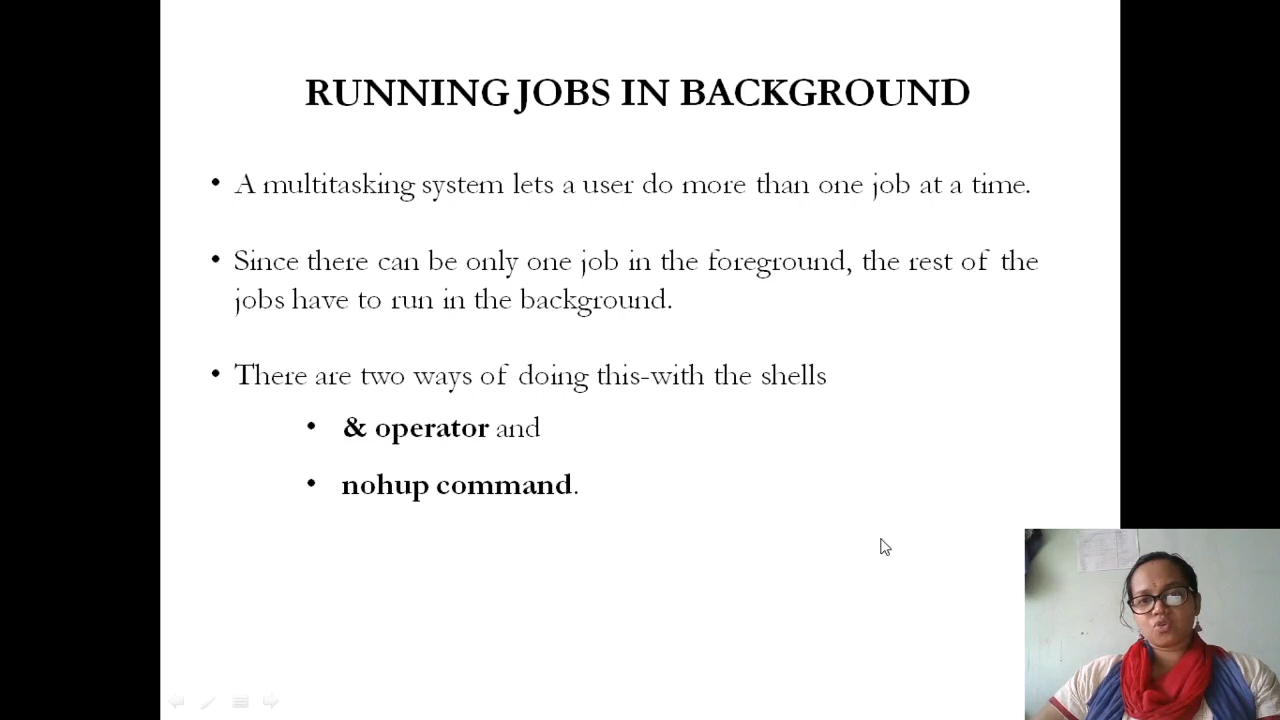 RUNNING JOBS IN BACKGROUND
• A multitasking system lets a user do more than one job at a time.
• Since there can be only one job in the foreground, the rest of the
jobs have to run in the background.
• There are two ways of doing this-with the shells
• & operator and
• nohup command.